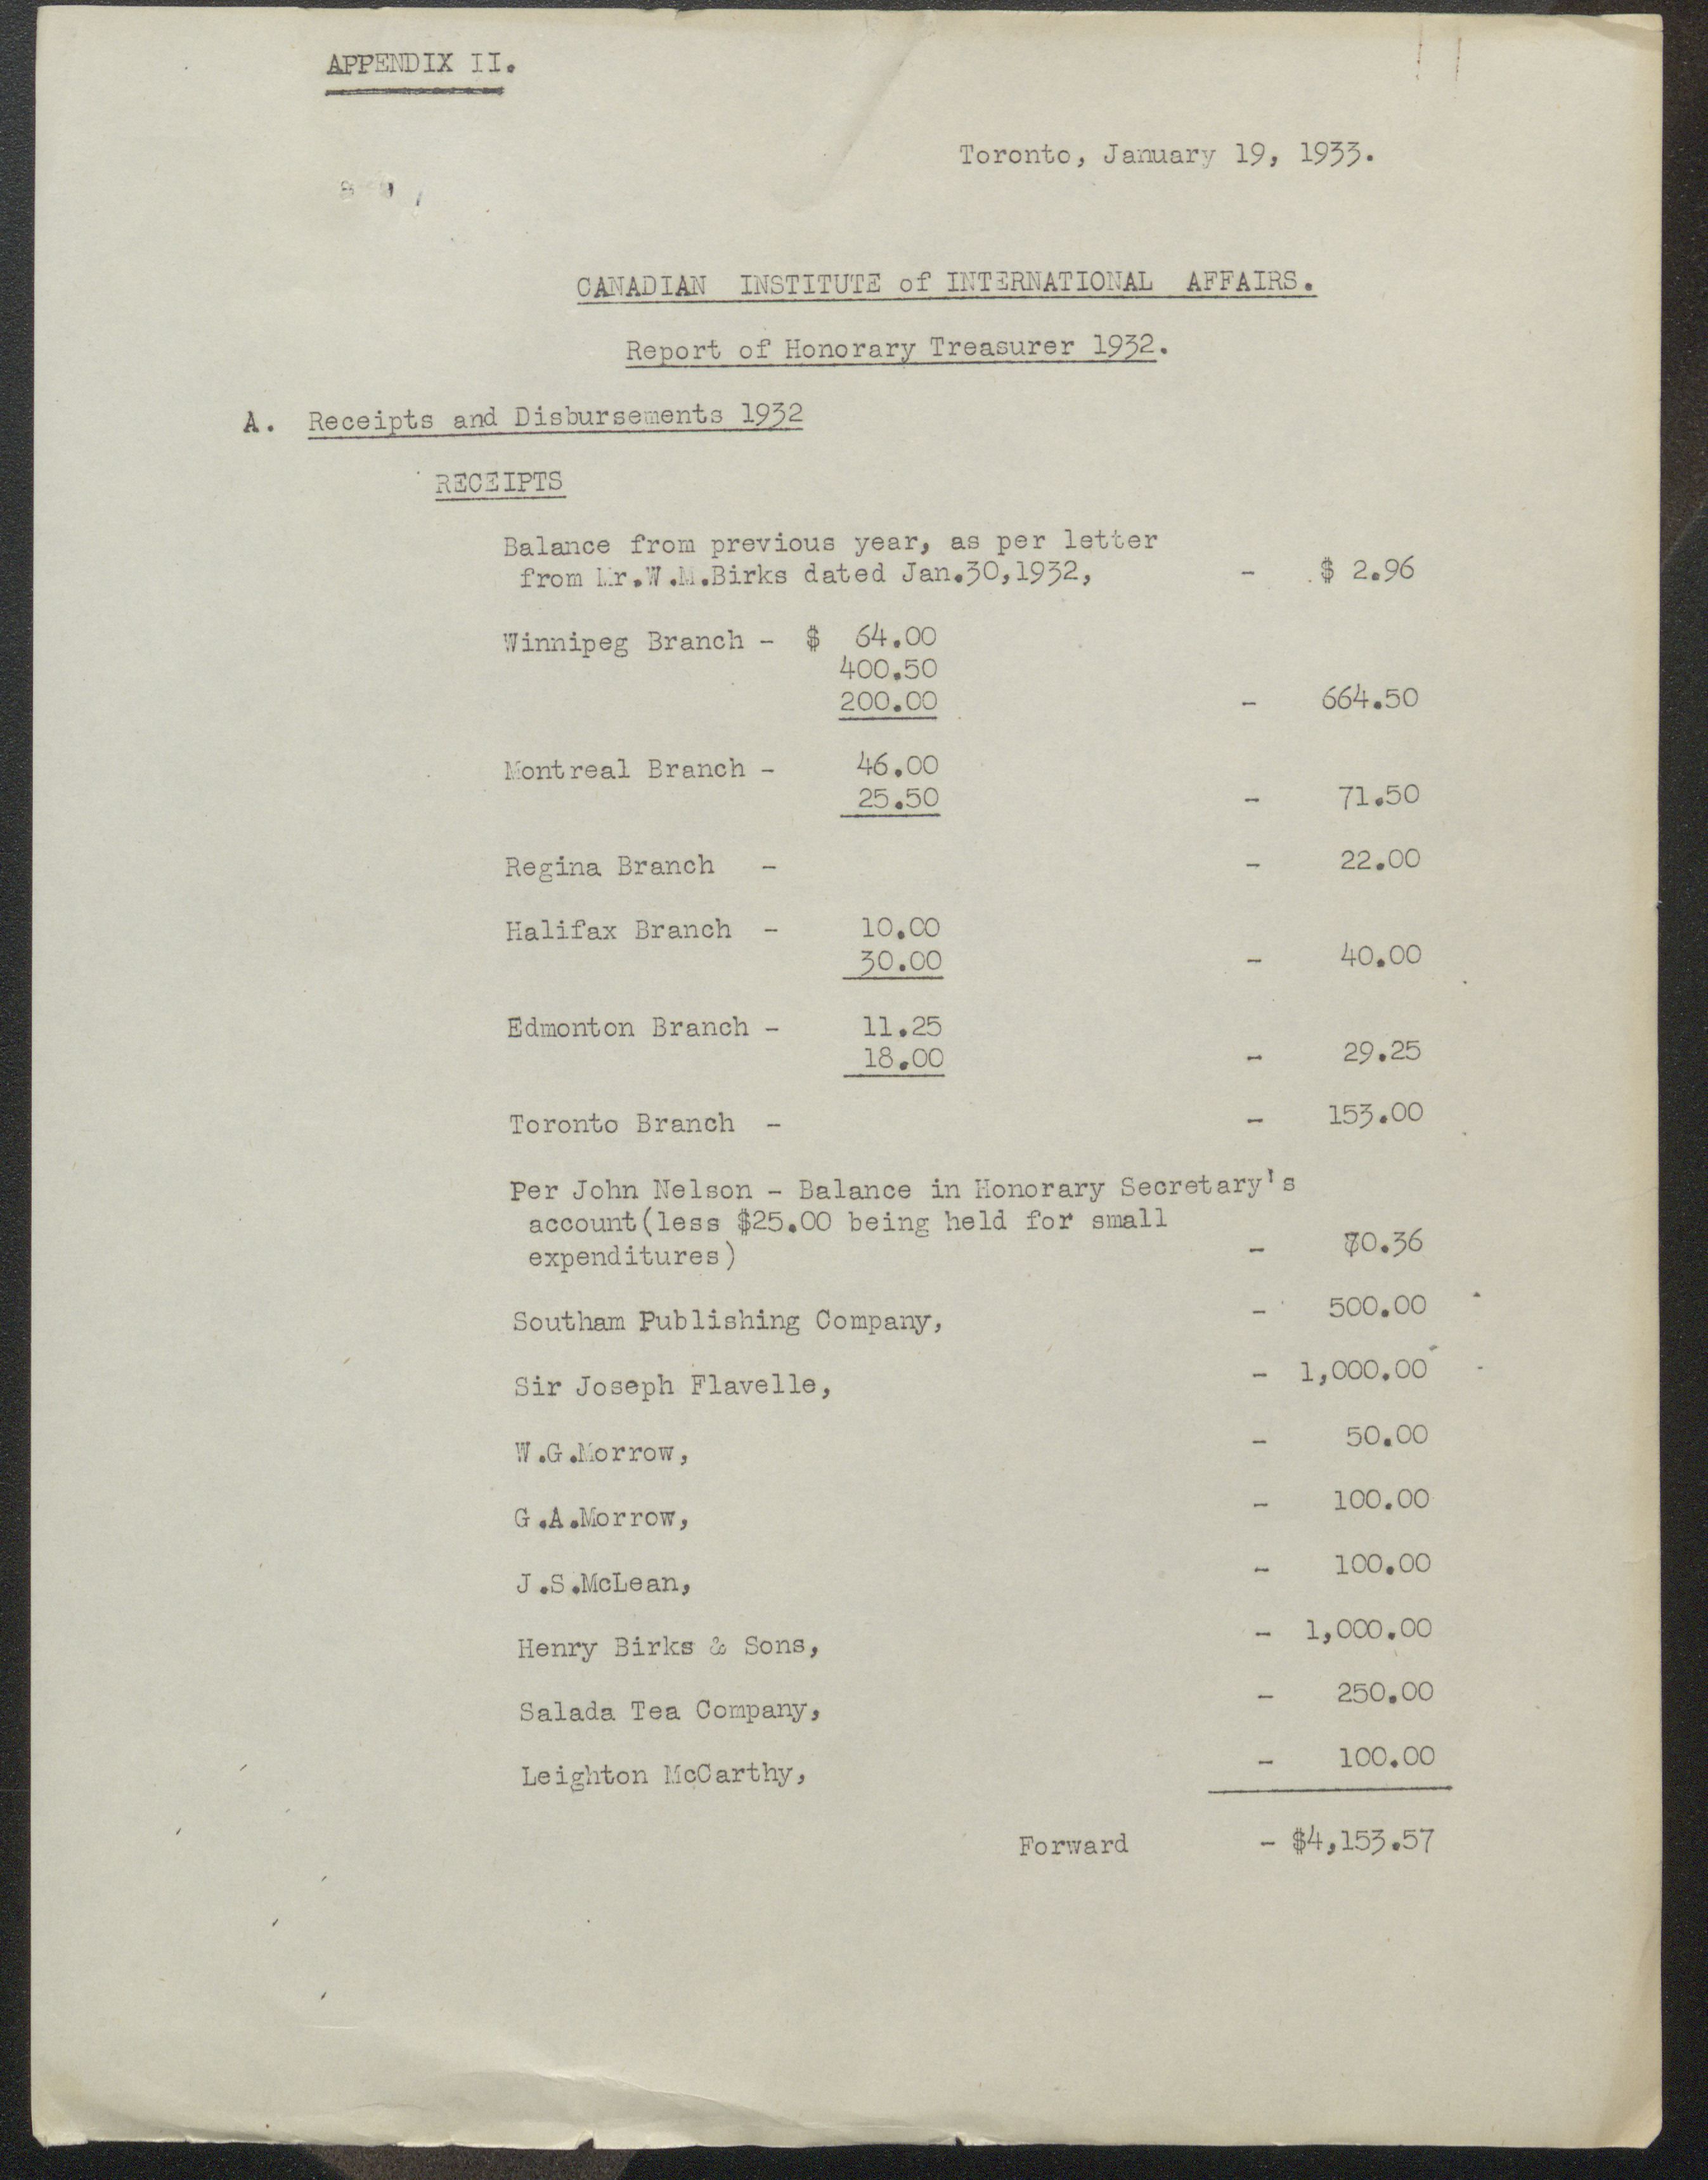 APPENDIX II.
Toronto, January 19, 1933.
CANADIAN INSTITUTE of INTERNATIONAL AFFAIRS.
Report of Honorary Treasurer 1932.
A. Receipts and Disbursements 1932
RECEIPTS
Balance from previous year, as per letter
from Mr.W.M.Birks dated Jan.30,1932, - $ 2.96
Winnipeg Branch - $ 64.00
400.50
200.00 - 664.50
Montreal Branch - 46.00
25.50 - 71.50
Regina Branch - - 22.00
Halifax Branch - 10.00
30.00 - 40.00
Edmonton Branch - 11.25
18.00 - 29.25
Toronto Branch - - 153.00
Per John Nelson - Balance in Honorary Secretary's
account(less $25.00 being held for small
expenditures) - 70.36
Southam Publishing Company, - 500.00
Sir Joseph Flavelle, - 1,000.00
W.G.Morrow, - 50.00
G.A.Morrow, - 100.00
J.S.McLean, - 100.00
Henry Birks & Sons, - 1,000.00
Salada Tea Company, - 250.00
Leighton McCarthy, - 100.00
Forward - $4,153.57